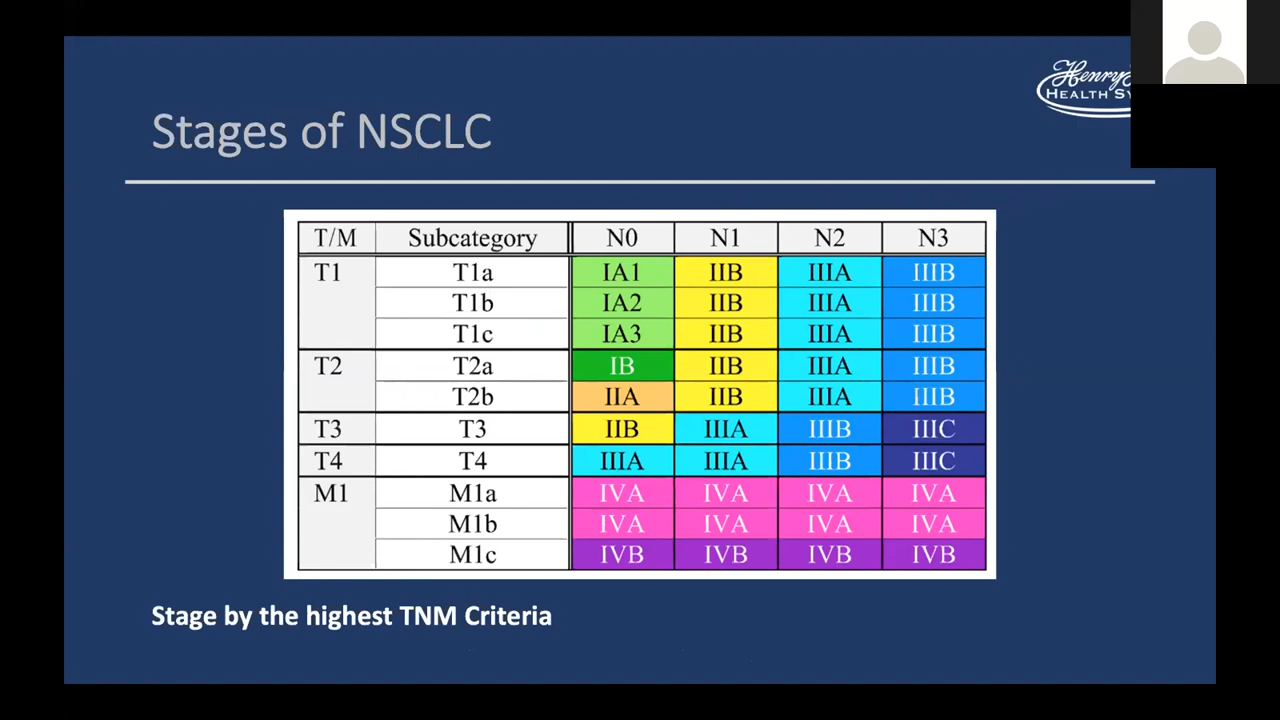 Henry
HEALTH
Stages of NSCLC
T/M Subcategory N0 N1 N2 N3
T1 T1a IA1 IIB IIIA IIIB
T1b IA2 IIB IIIA IIIB
T1c IA3 IIB IIIA IIIB
T2 T2a IB IIB IIIA IIIB
T2b IIA IIB IIIA IIIB
T3 T3 IIB IIIA IIIB IIIC
T4 T4 IIIA IIIA IIIB IIIC
M1 M1a IVA IVA IVA IVA
M1b IVA IVA IVA IVA
M1c IVB IVB IVB IVB
Stage by the highest TNM Criteria